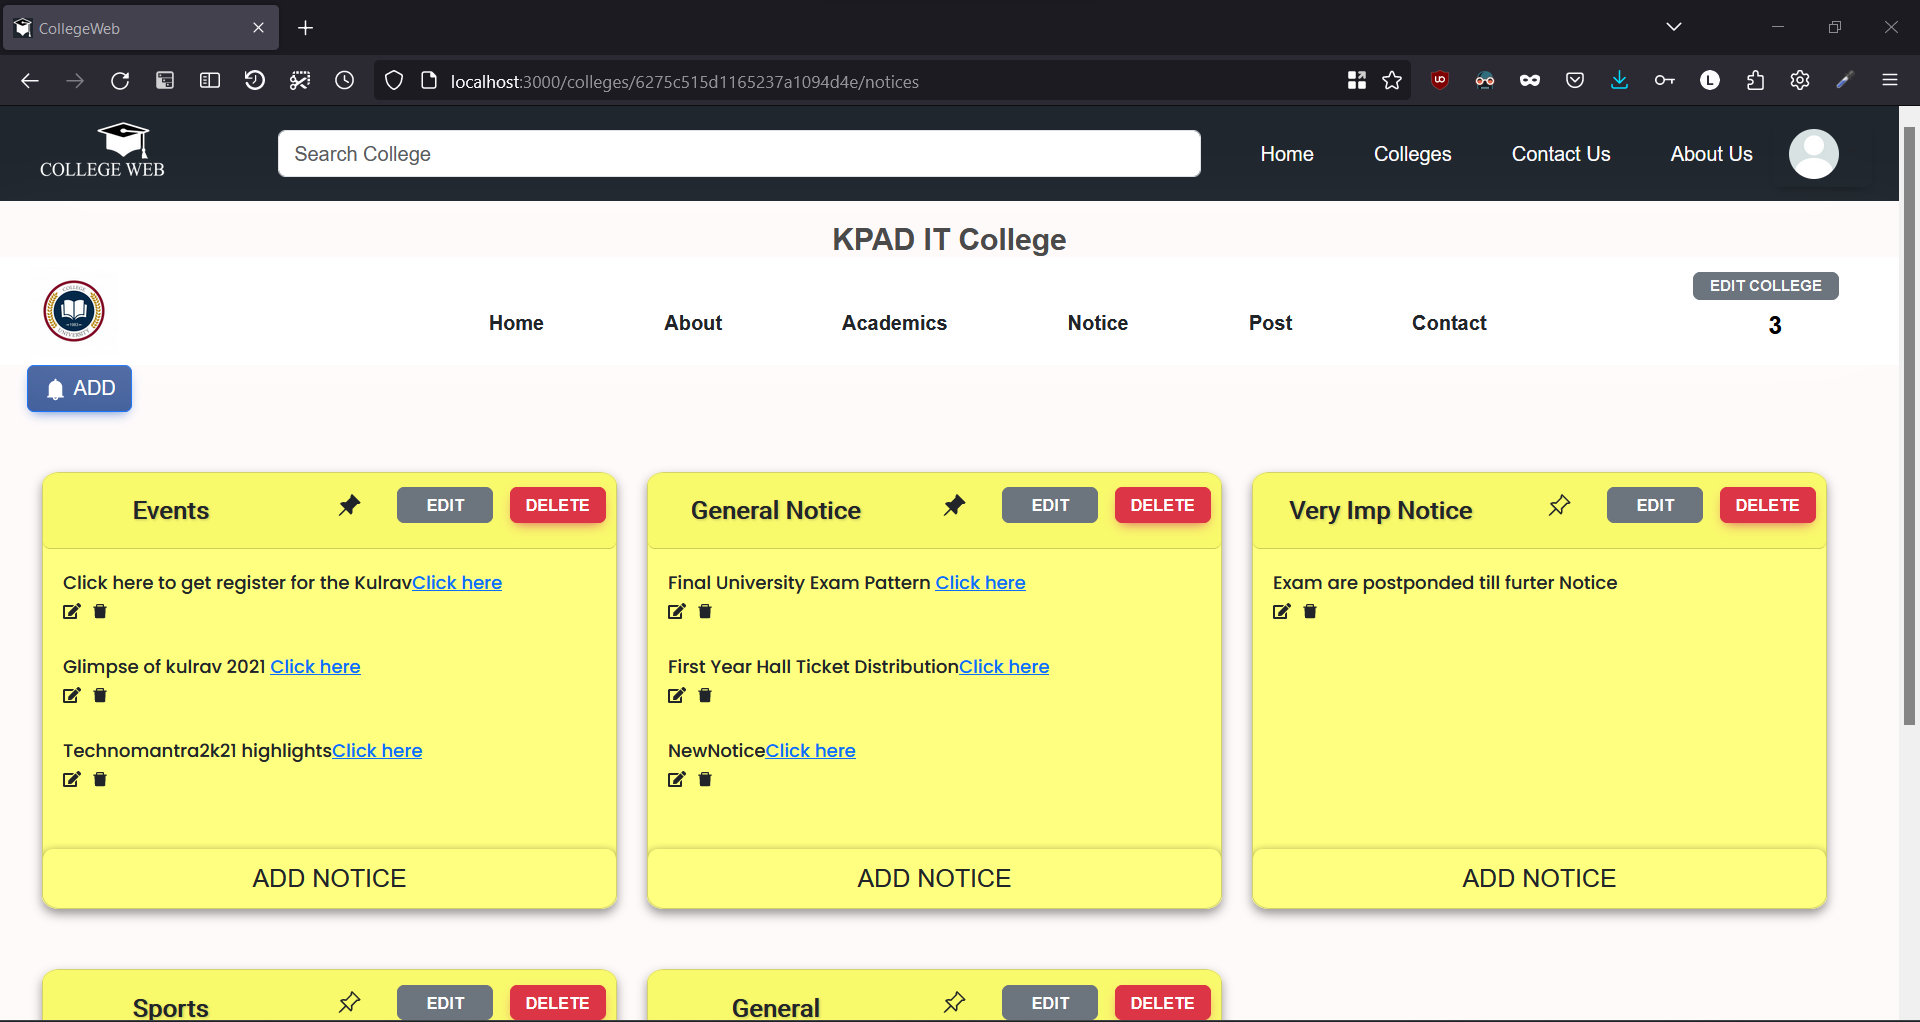 CollegeWeb
localhost:3000/colleges/6275c515d1165237a1094d4e/notices
COLLEGE WEB
Search College
Home
Colleges
Contact Us
About Us
KPAD IT College
COLLEGE
UNIVERSITY
Home
About
Academics
Notice
Post
Contact
EDIT COLLEGE
3
ADD
Events
EDIT
DELETE
Click here to get register for the KulravClick here
Glimpse of kulrav 2021 Click here
Technomantra2k21 highlightsClick here
ADD NOTICE
General Notice
EDIT
DELETE
Final University Exam Pattern Click here
First Year Hall Ticket DistributionClick here
NewNoticeClick here
ADD NOTICE
Very Imp Notice
EDIT
DELETE
Exam are postponded till furter Notice
ADD NOTICE
Sports
EDIT
DELETE
General
EDIT
DELETE